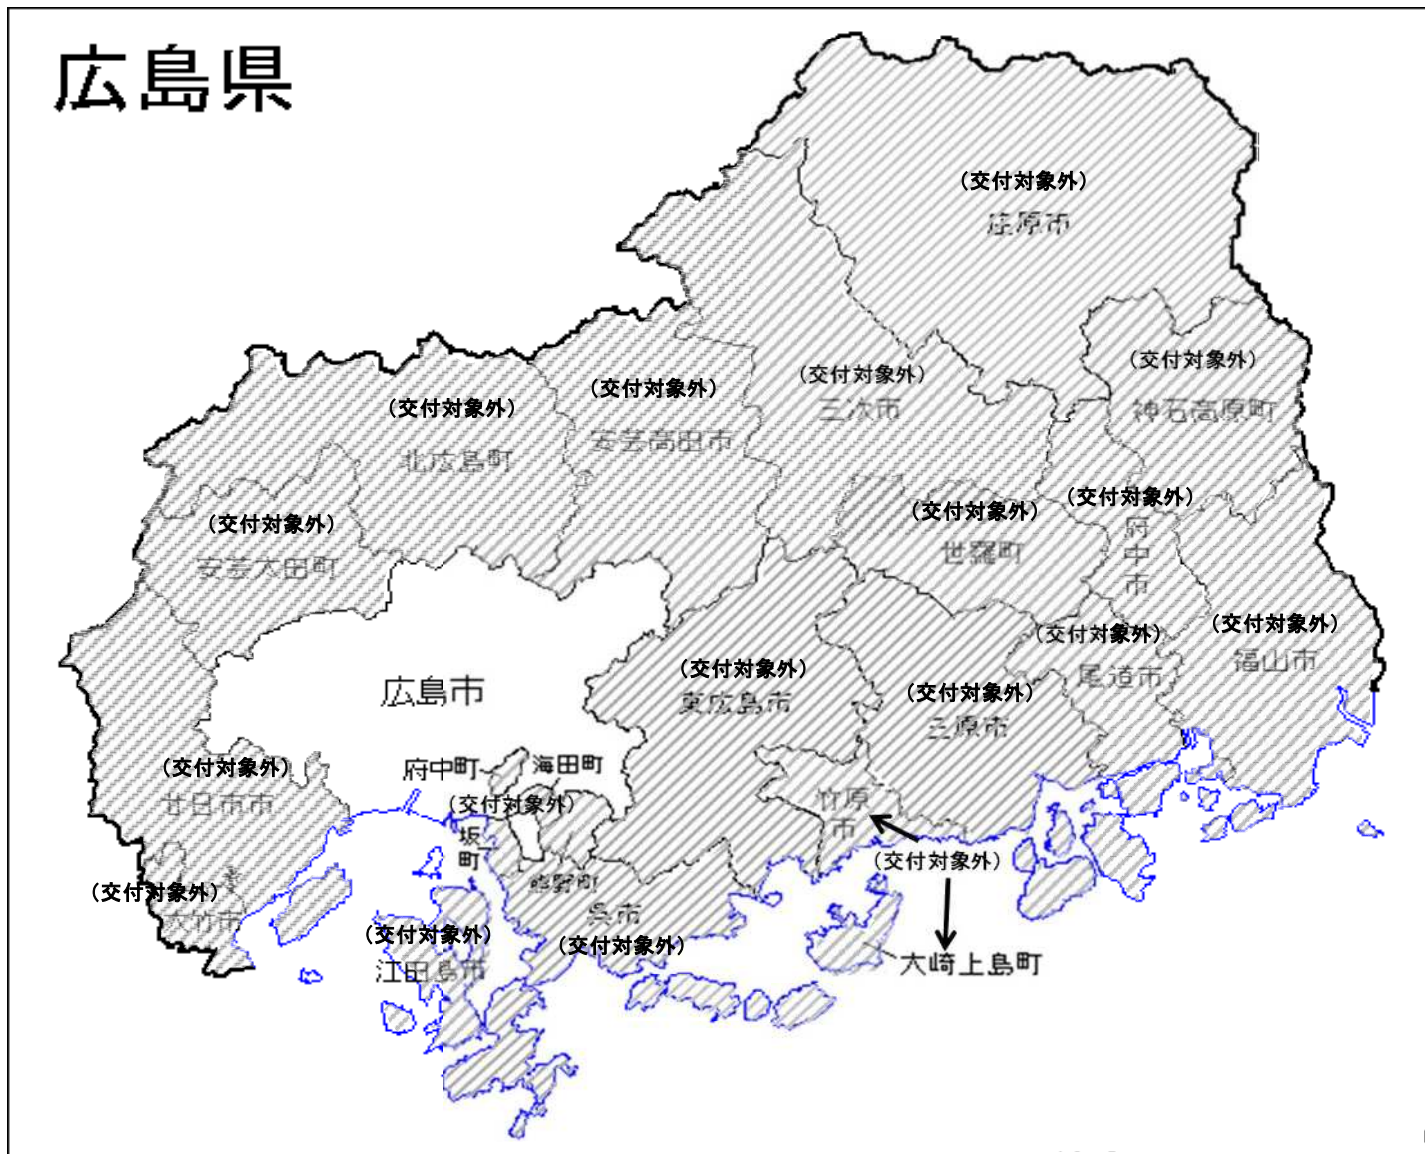 広島県
(交付対象外)
庄原市
(交付対象外)
神石高原町
(交付対象外)
三次市
(交付対象外)
安芸高田市
(交付対象外)
北広島町
(交付対象外)
府中市
(交付対象外)
世羅町
(交付対象外)
安芸太田町
(交付対象外)
福山市
(交付対象外)
尾道市
(交付対象外)
東広島市
(交付対象外)
三原市
広島市
(交付対象外)
廿日市市
府中町
海田町
(交付対象外)
坂町
熊野町
竹原市
(交付対象外)
大崎上島町
(交付対象外)
大竹市
呉市
(交付対象外)
(交付対象外)
江田島市